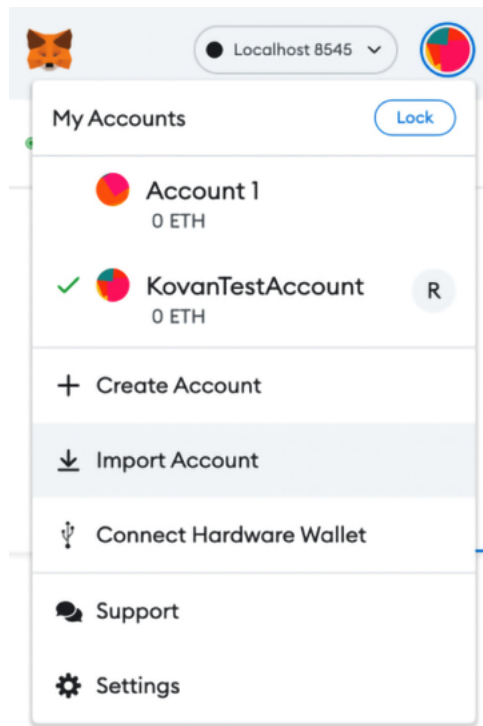 Localhost 8545
My Accounts
Lock
Account 1
0 ETH
KovanTestAccount
R
0 ETH
Create Account
Import Account
Connect Hardware Wallet
Support
Settings